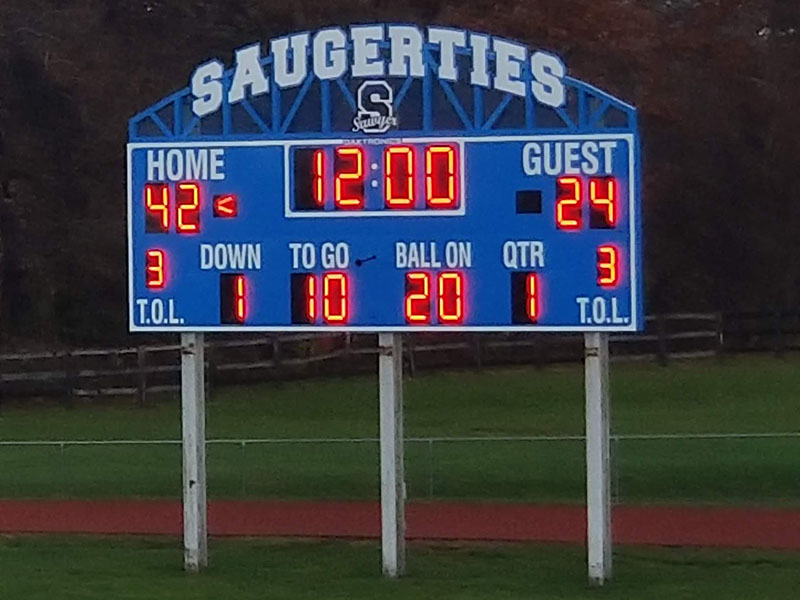 SAUGERTIES
S
Sawyers
DAKTRONICS
HOME 12:00 GUEST
42 < 24
DOWN TO GO BALL ON QTR
3 1 10 20 1 3
T.O.L. T.O.L.